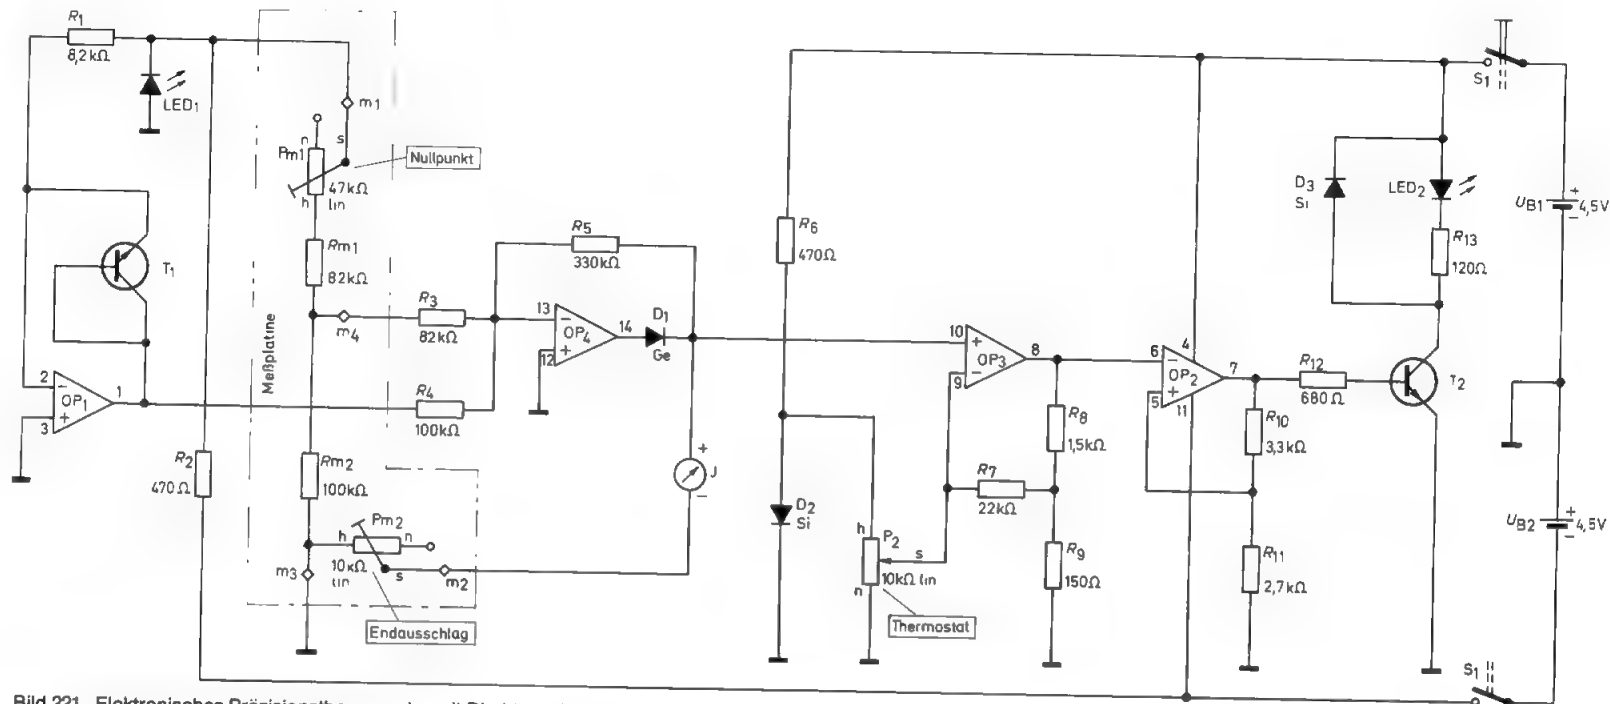 R1
8,2kΩ
LED1
m1
n
s
Pm1
Nullpunkt
47kΩ
lin
h
Rm1
82kΩ
m4
Meßplatine
T1
2
OP1
1
3
R2
470Ω
R3
82kΩ
R4
100kΩ
R5
330kΩ
13
OP4
12
14
D1
Ge
Rm2
100kΩ
Pm2
h
n
10kΩ
lin
s
m3
m2
Endausschlag
+
J
−
R6
470Ω
D2
Si
h
P2
s
10kΩ lin
n
Thermostat
10
+
OP3
−
9
8
R7
22kΩ
R8
1,5kΩ
R9
150Ω
6
−
OP2
+
5
4
11
7
R10
3,3kΩ
R11
2,7kΩ
R12
680Ω
T2
D3
Si
LED2
R13
120Ω
S1
UB1
+
4,5V
−
UB2
+
4,5V
−
S1
Bild 221 Elektronisches